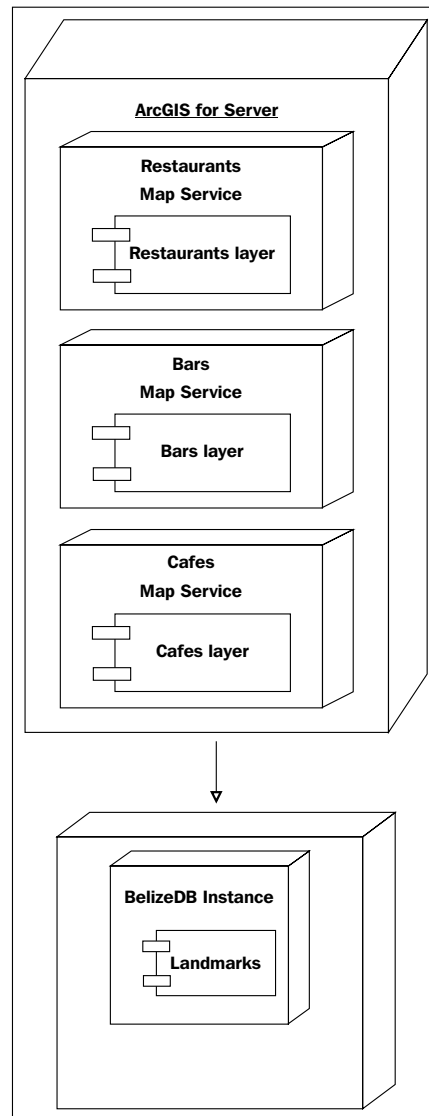 ArcGIS for Server
Restaurants
Map Service
Restaurants layer
Bars
Map Service
Bars layer
Cafes
Map Service
Cafes layer
BelizeDB Instance
Landmarks